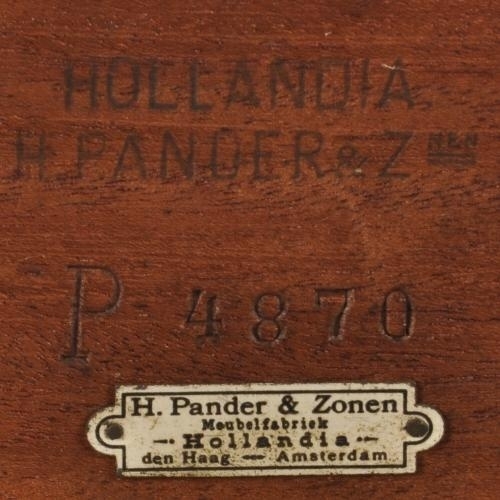 HOLLANDIA
H. PANDER & ZNEN
P 4870
H. Pander & Zonen
Meubelfabriek
— Hollandia —
den Haag — Amsterdam